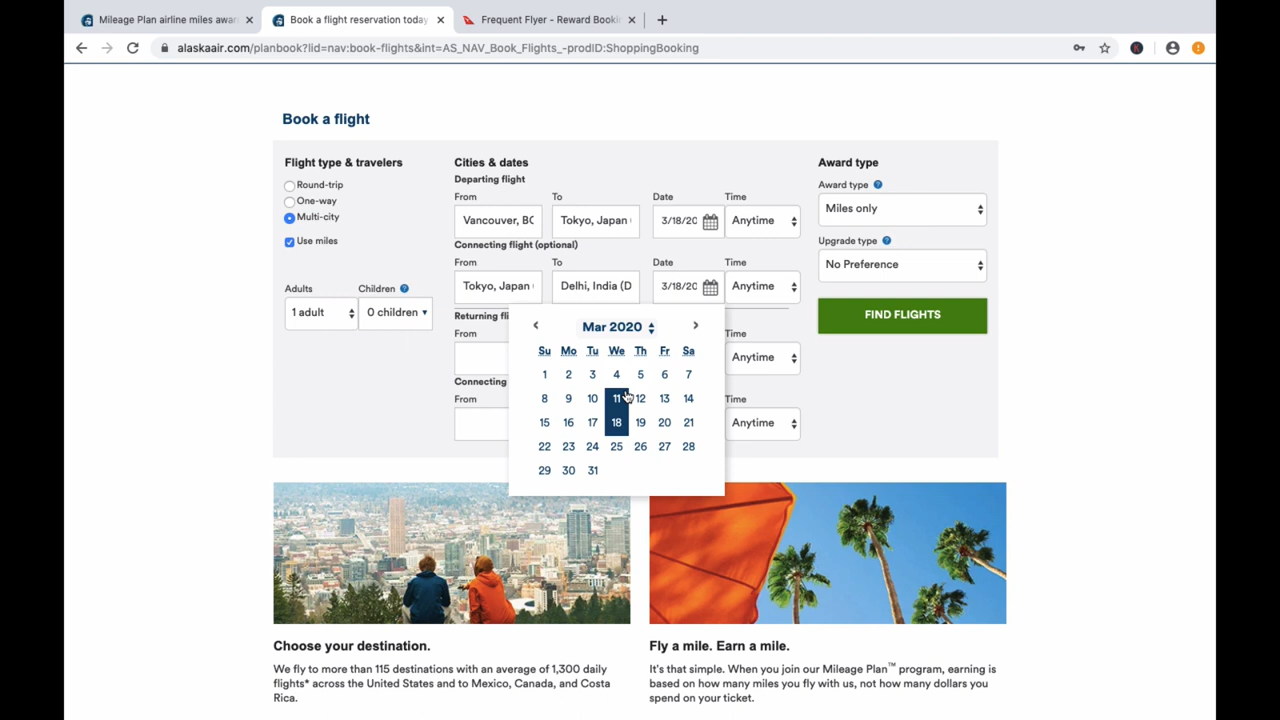 Mileage Plan airline miles awar
Book a flight reservation today
Frequent Flyer - Reward Bookin
alaskaair.com/planbook?lid=nav:book-flights&int=AS_NAV_Book_Flights_-prodID:ShoppingBooking
Book a flight
Flight type & travelers
Round-trip
One-way
Multi-city
Use miles
Adults Children
1 adult 0 children
Cities & dates
Departing flight
From To Date Time
Vancouver, BC Tokyo, Japan 3/18/20 Anytime
Connecting flight (optional)
From To Date Time
Tokyo, Japan Delhi, India (D 3/18/20 Anytime
Returning fli
From Time
Anytime
Connecting
From Time
Anytime
Mar 2020
Su Mo Tu We Th Fr Sa
1 2 3 4 5 6 7
8 9 10 11 12 13 14
15 16 17 18 19 20 21
22 23 24 25 26 27 28
29 30 31
Award type
Award type
Miles only
Upgrade type
No Preference
FIND FLIGHTS
Choose your destination.
We fly to more than 115 destinations with an average of 1,300 daily
flights* across the United States and to Mexico, Canada, and Costa
Rica.
Fly a mile. Earn a mile.
It's that simple. When you join our Mileage Plan™ program, earning is
based on how many miles you fly with us, not how many dollars you
spend on your ticket.